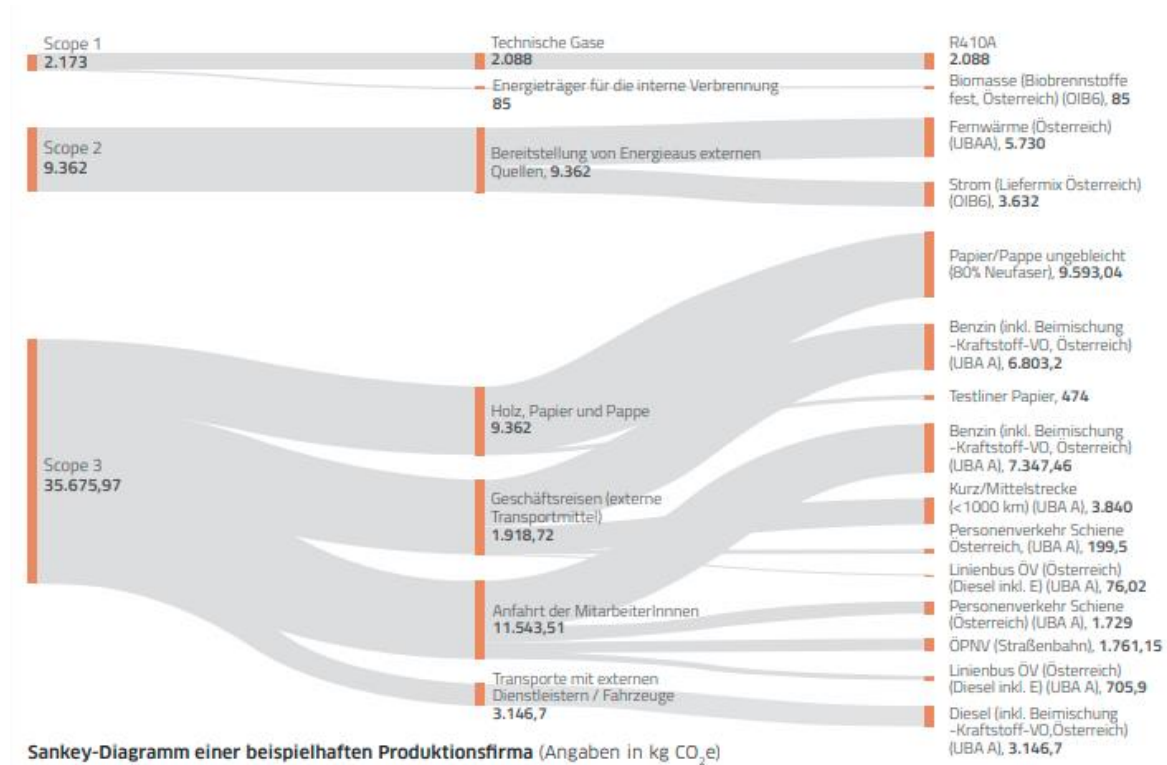 Scope 1
2.173
Technische Gase
2.088
R410A
2.088
Energieträger für die interne Verbrennung
85
Biomasse (Biobrennstoffe
fest, Österreich) (OIB6), 85
Scope 2
9.362
Bereitstellung von Energieaus externen
Quellen, 9.362
Fernwärme (Österreich)
(UBAA), 5.730
Strom (Liefermix Österreich)
(OIB6), 3.632
Scope 3
35.675,97
Holz, Papier und Pappe
9.362
Geschäftsreisen (externe
Transportmittel)
1.918,72
Anfahrt der MitarbeiterInnnen
11.543,51
Transporte mit externen
Dienstleistern / Fahrzeuge
3.146,7
Papier/Pappe ungebleicht
(80% Neufaser), 9.593,04
Benzin (inkl. Beimischung
-Kraftstoff-VO, Österreich)
(UBA A), 6.803,2
Testliner Papier, 474
Benzin (inkl. Beimischung
-Kraftstoff-VO, Österreich)
(UBA A), 7.347,46
Kurz/Mittelstrecke
(<1000 km) (UBA A), 3.840
Personenverkehr Schiene
Österreich, (UBA A), 199,5
Linienbus ÖV (Österreich)
(Diesel inkl. E) (UBA A), 76,02
Personenverkehr Schiene
(Österreich) (UBA A), 1.729
ÖPNV (Straßenbahn), 1.761,15
Linienbus ÖV (Österreich)
(Diesel inkl. E) (UBA A), 705,9
Diesel (inkl. Beimischung
-Kraftstoff-VO,Österreich)
(UBA A), 3.146,7
Sankey-Diagramm einer beispielhaften Produktionsfirma (Angaben in kg CO₂e)